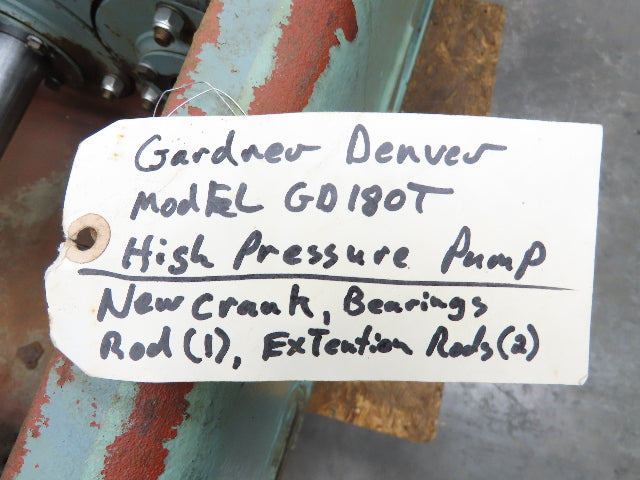 Gardner Denver
ModEL GD180T
High Pressure Pump
New crank, Bearings
Rod (1), ExTention Rods (2)